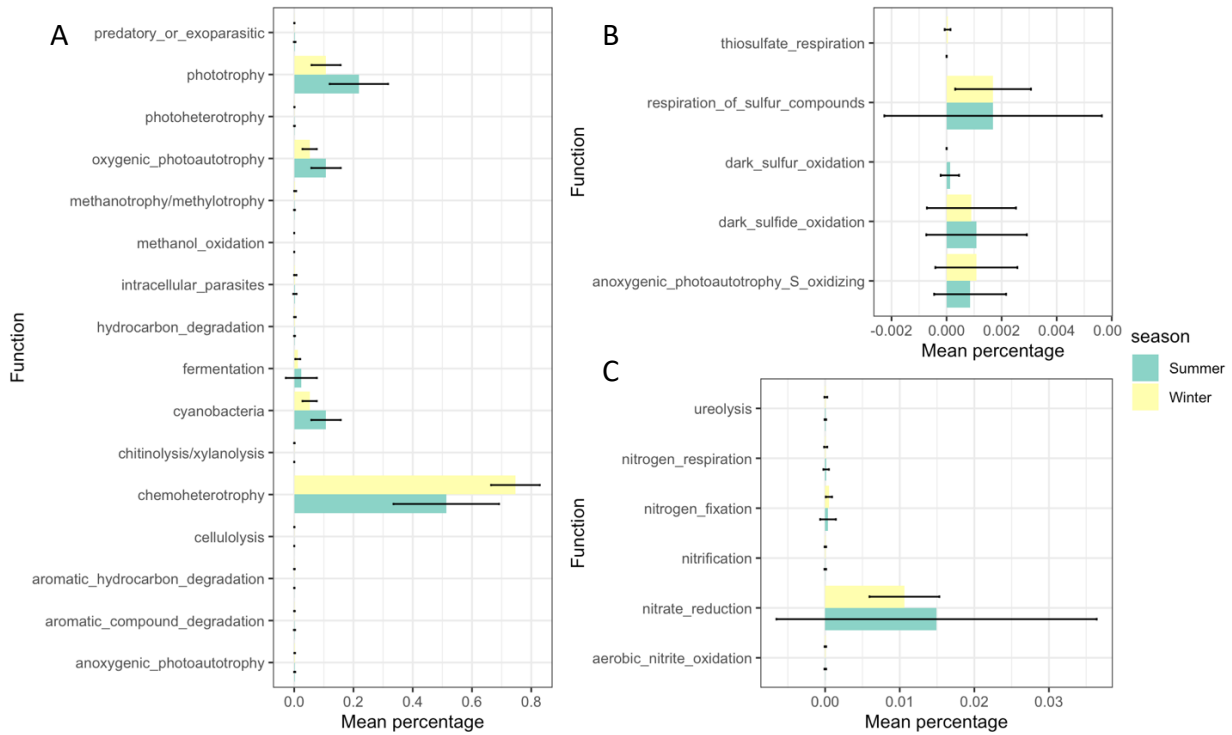 A
Function
predatory_or_exoparasitic
phototrophy
photoheterotrophy
oxygenic_photoautotrophy
methanotrophy/methylotrophy
methanol_oxidation
intracellular_parasites
hydrocarbon_degradation
fermentation
cyanobacteria
chitinolysis/xylanolysis
chemoheterotrophy
cellulolysis
aromatic_hydrocarbon_degradation
aromatic_compound_degradation
anoxygenic_photoautotrophy
0.0 0.2 0.4 0.6 0.8
Mean percentage
B
Function
thiosulfate_respiration
respiration_of_sulfur_compounds
dark_sulfur_oxidation
dark_sulfide_oxidation
anoxygenic_photoautotrophy_S_oxidizing
-0.002 0.000 0.002 0.004 0.00
Mean percentage
season
Summer
Winter
C
Function
ureolysis
nitrogen_respiration
nitrogen_fixation
nitrification
nitrate_reduction
aerobic_nitrite_oxidation
0.00 0.01 0.02 0.03
Mean percentage